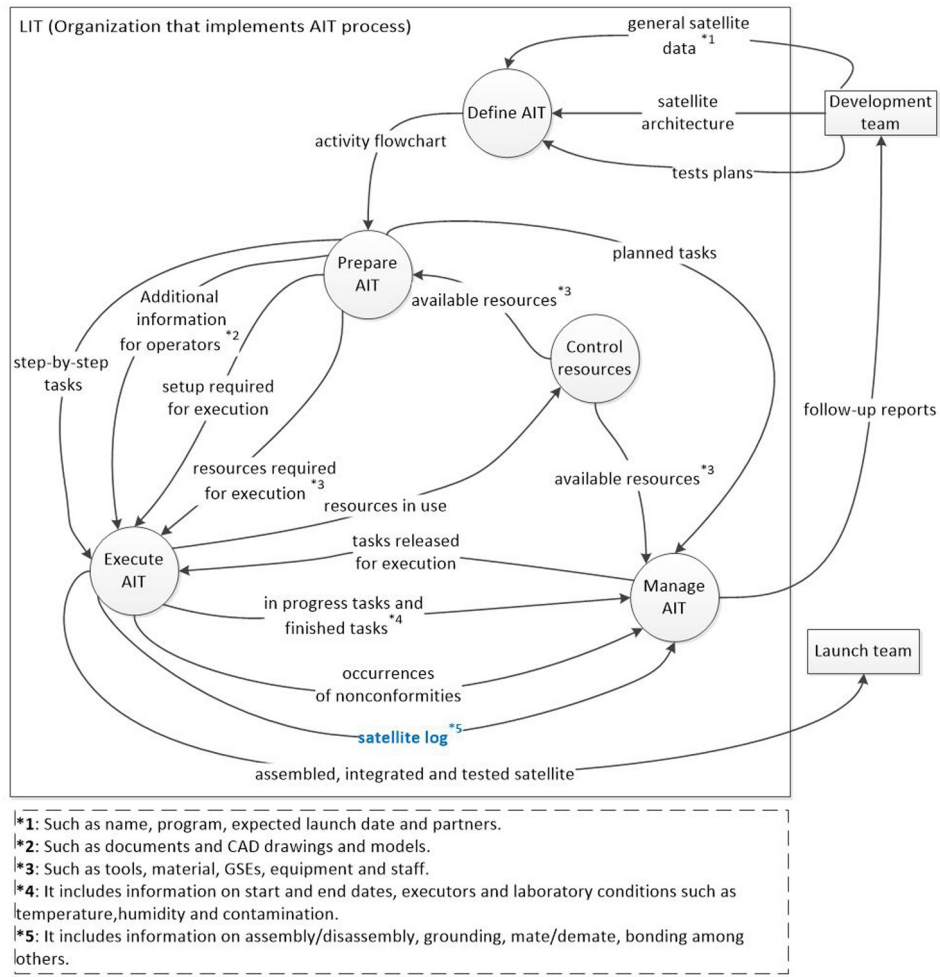 LIT (Organization that implements AIT process)
general satellite
data *1
Define AIT
satellite
architecture
Development
team
activity flowchart
tests plans
Prepare
AIT
planned tasks
Additional
information
for operators *2
available resources *3
Control
resources
step-by-step
tasks
setup required
for execution
follow-up reports
resources required
for execution *3
available resources *3
resources in use
tasks released
for execution
Execute
AIT
Manage
AIT
in progress tasks and
finished tasks *4
Launch team
occurrences
of nonconformities
satellite log *5
assembled, integrated and tested satellite
*1: Such as name, program, expected launch date and partners.
*2: Such as documents and CAD drawings and models.
*3: Such as tools, material, GSEs, equipment and staff.
*4: It includes information on start and end dates, executors and laboratory conditions such as
temperature,humidity and contamination.
*5: It includes information on assembly/disassembly, grounding, mate/demate, bonding among
others.